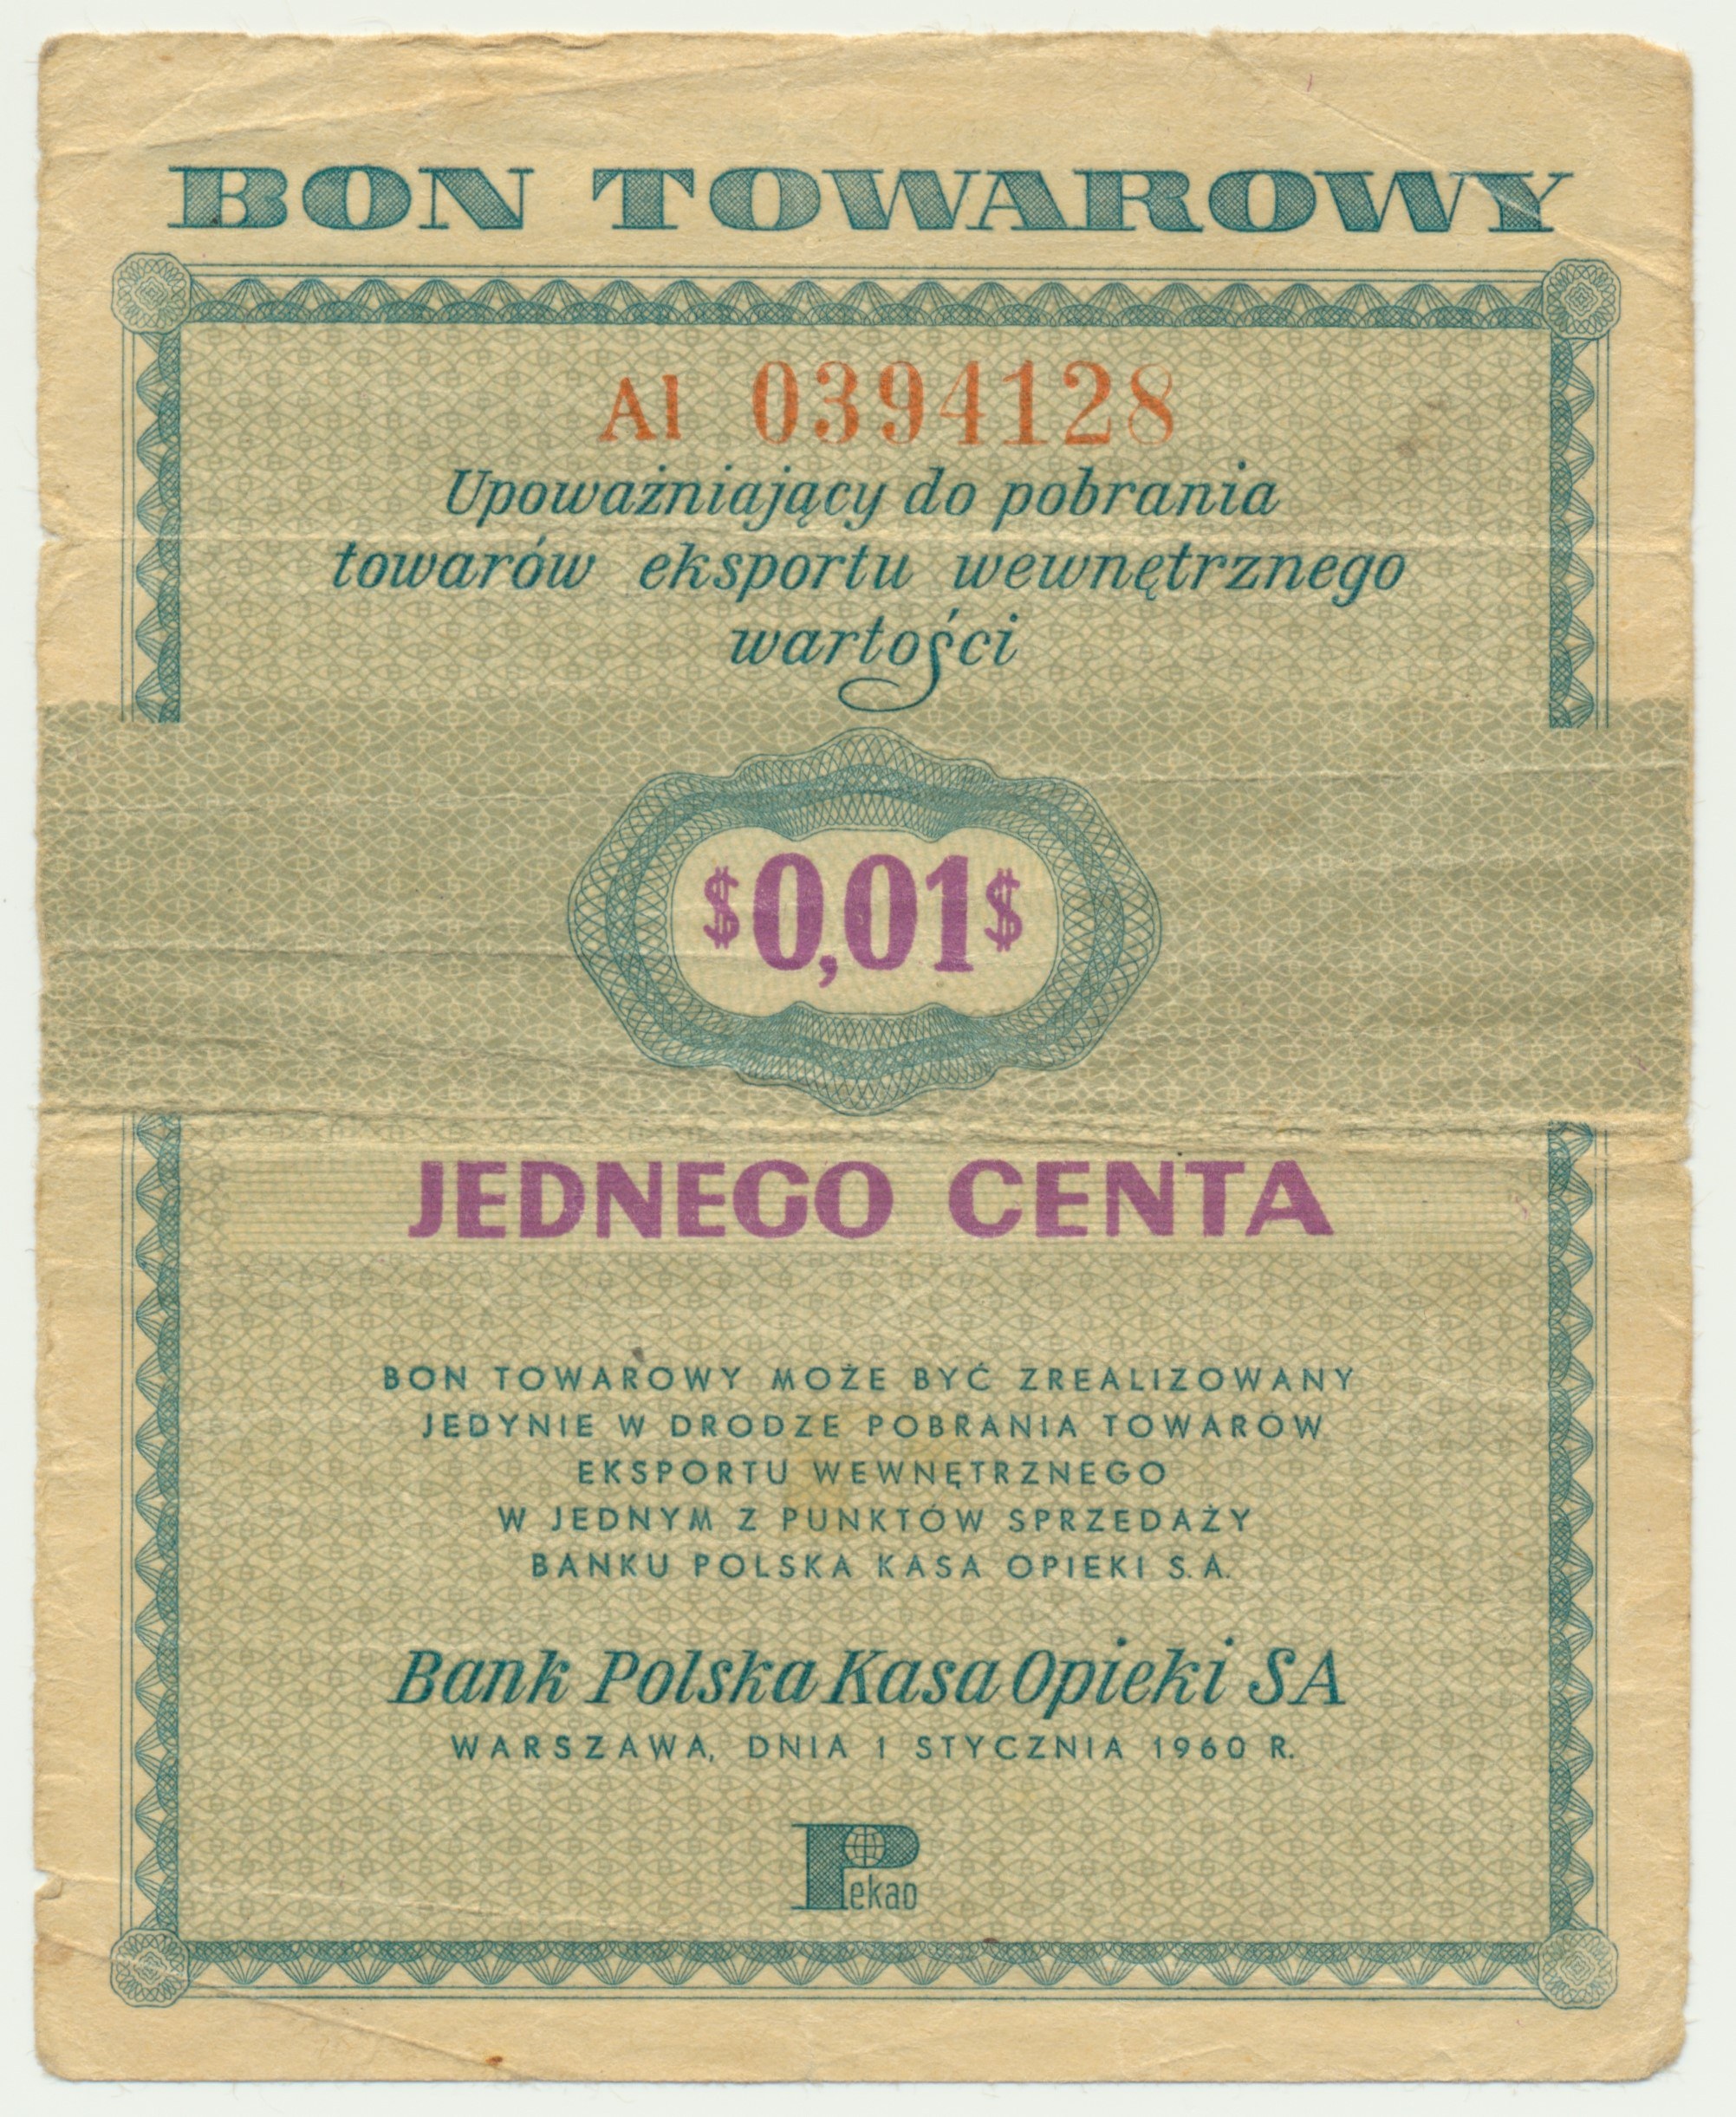 BON TOWAROWY
Al 0394128
Upoważniający do pobrania
towarów eksportu wewnętrznego
wartości
$0,01$
JEDNEGO CENTA
BON TOWAROWY MOŻE BYĆ ZREALIZOWANY
JEDYNIE W DRODZE POBRANIA TOWARÓW
EKSPORTU WEWNĘTRZNEGO
W JEDNYM Z PUNKTÓW SPRZEDAŻY
BANKU POLSKA KASA OPIEKI S.A.
Bank Polska Kasa Opieki SA
WARSZAWA, DNIA 1 STYCZNIA 1960 R.
Pekao